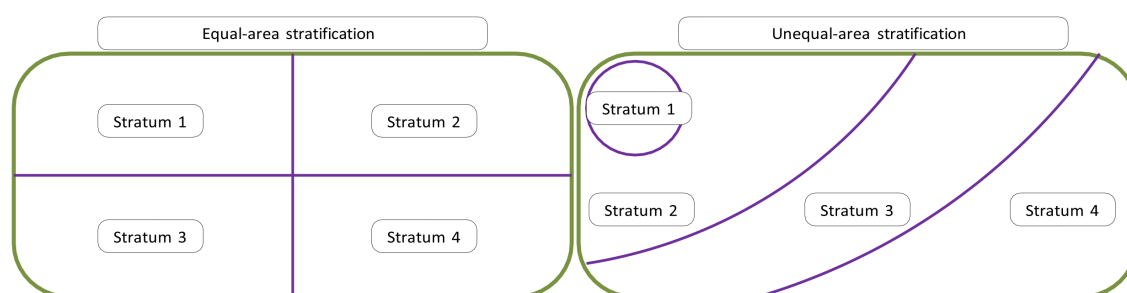 Equal-area stratification
Stratum 1
Stratum 2
Stratum 3
Stratum 4
Unequal-area stratification
Stratum 1
Stratum 2
Stratum 3
Stratum 4